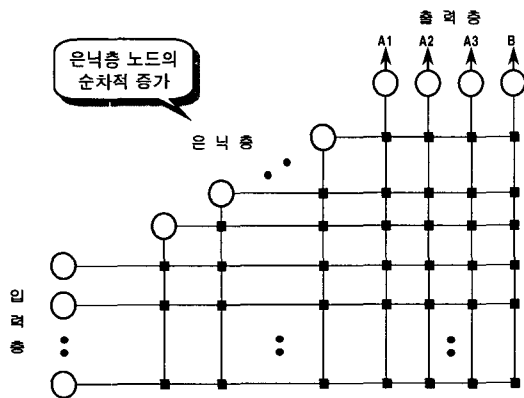 출 력 층
A1 A2 A3 B
은닉층 노드의
순차적 증가
은 닉 층
입
력
층